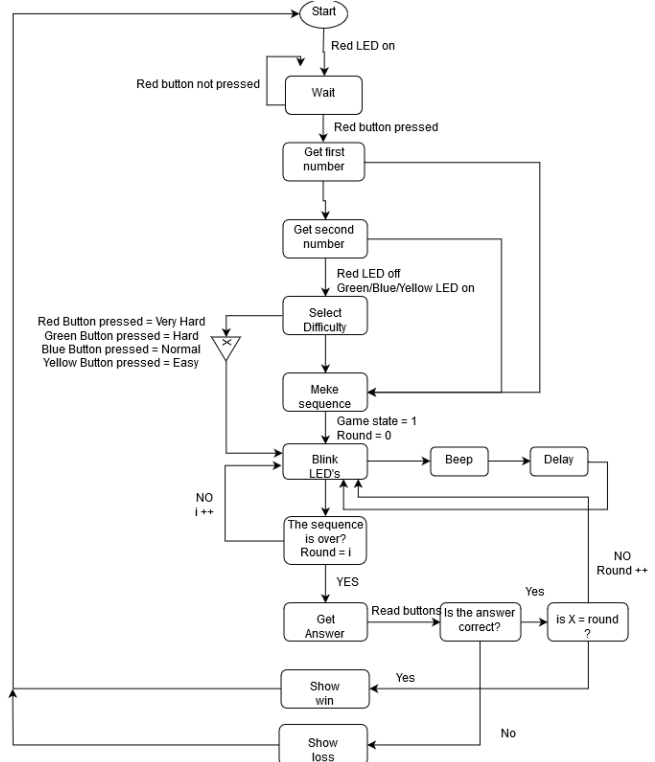 Start
Red LED on
Red button not pressed
Wait
Red button pressed
Get first
number
Get second
number
Red LED off
Green/Blue/Yellow LED on
Select
Difficulty
Red Button pressed = Very Hard
Green Button pressed = Hard
Blue Button pressed = Normal
Yellow Button pressed = Easy
X
Meke
sequence
Game state = 1
Round = 0
Blink
LED's
Beep
Delay
NO
i ++
The sequence
is over?
Round = i
NO
Round ++
YES
Get
Answer
Read buttons
Is the answer
correct?
Yes
is X = round
?
Yes
Show
win
No
Show
loss